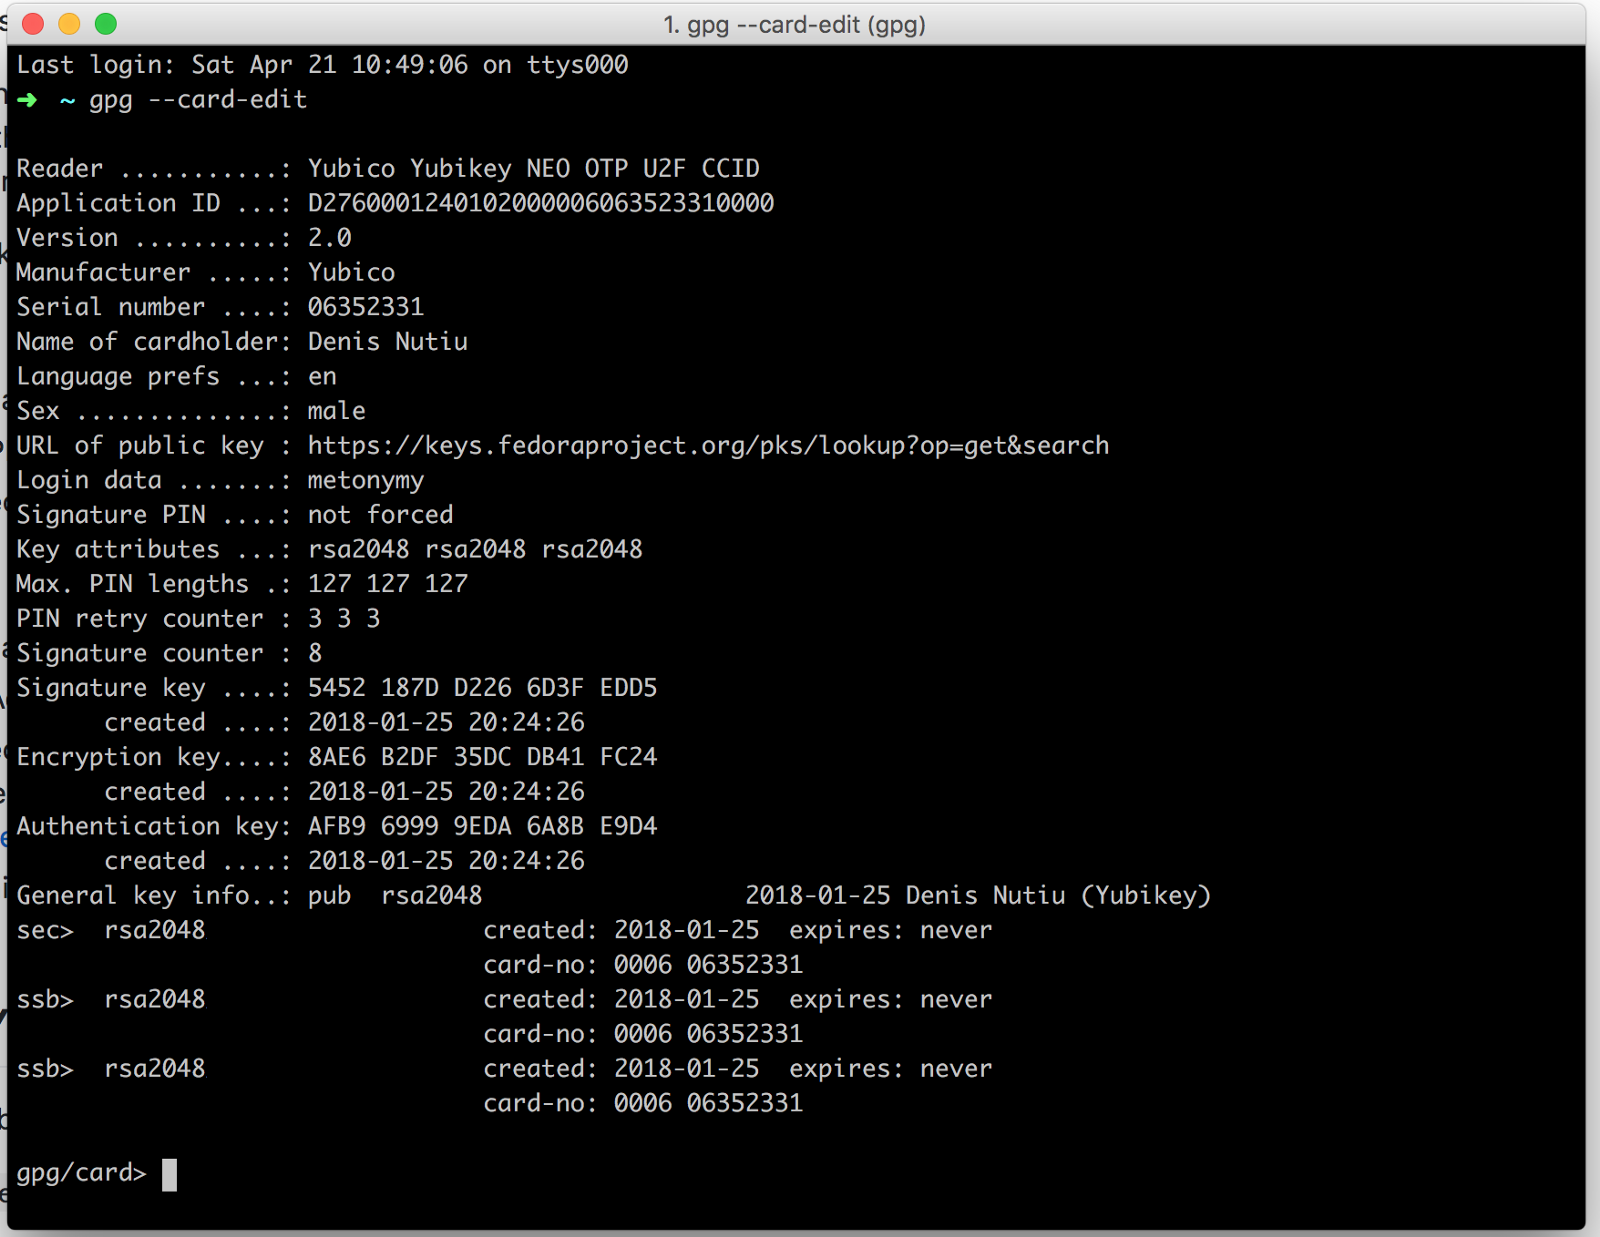 1. gpg --card-edit (gpg)
Last login: Sat Apr 21 10:49:06 on ttys000
➜ ~ gpg --card-edit
Reader ...........: Yubico Yubikey NEO OTP U2F CCID
Application ID ...: D2760001240102000006063523310000
Version ..........: 2.0
Manufacturer .....: Yubico
Serial number ....: 06352331
Name of cardholder: Denis Nutiu
Language prefs ...: en
Sex ..............: male
URL of public key : https://keys.fedoraproject.org/pks/lookup?op=get&search
Login data .......: metonymy
Signature PIN ....: not forced
Key attributes ...: rsa2048 rsa2048 rsa2048
Max. PIN lengths .: 127 127 127
PIN retry counter : 3 3 3
Signature counter : 8
Signature key ....: 5452 187D D226 6D3F EDD5
created ....: 2018-01-25 20:24:26
Encryption key....: 8AE6 B2DF 35DC DB41 FC24
created ....: 2018-01-25 20:24:26
Authentication key: AFB9 6999 9EDA 6A8B E9D4
created ....: 2018-01-25 20:24:26
General key info..: pub rsa2048 2018-01-25 Denis Nutiu (Yubikey)
sec> rsa2048 created: 2018-01-25 expires: never
card-no: 0006 06352331
ssb> rsa2048 created: 2018-01-25 expires: never
card-no: 0006 06352331
ssb> rsa2048 created: 2018-01-25 expires: never
card-no: 0006 06352331
gpg/card>